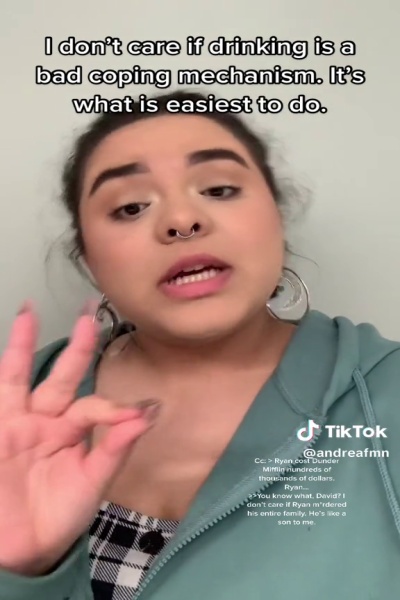 I don't care if drinking is a
bad coping mechanism. It's
what is easiest to do.
TikTok
@andreafmn
Cc: > Ryan cost Dunder
Mifflin hundreds of
thousands of dollars.
Ryan...
>>You know what, David? I
don't care if Ryan m*rdered
his entire family. He's like a
son to me.